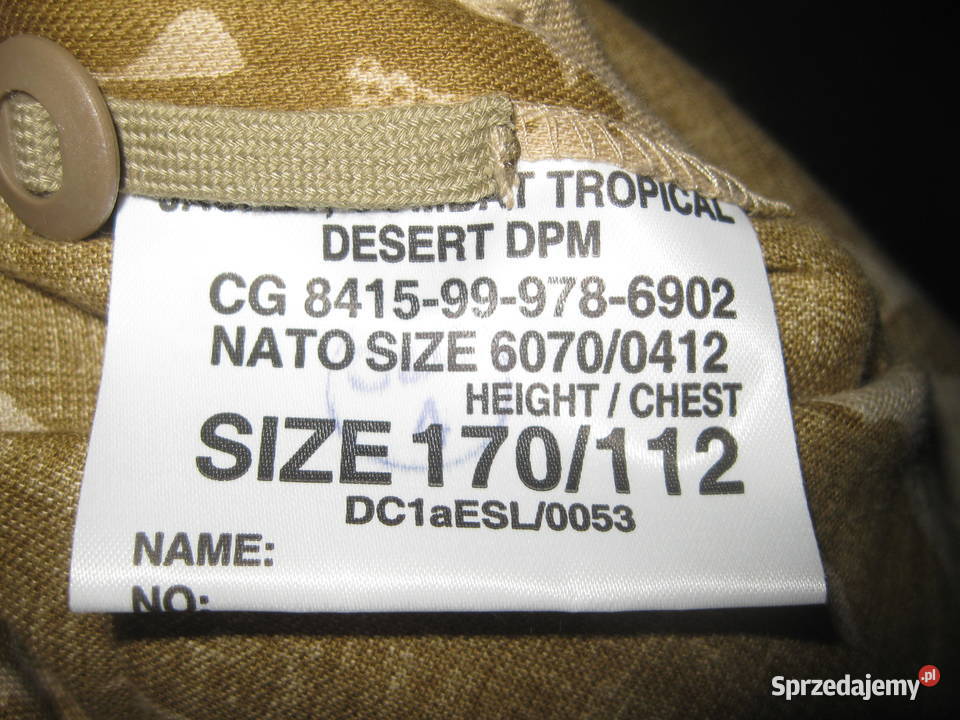 TROPICAL
DESERT DPM
CG 8415-99-978-6902
NATO SIZE 6070/0412
HEIGHT / CHEST
SIZE 170/112
DC1aESL/0053
NAME:
NO:
Sprzedajemy.pl